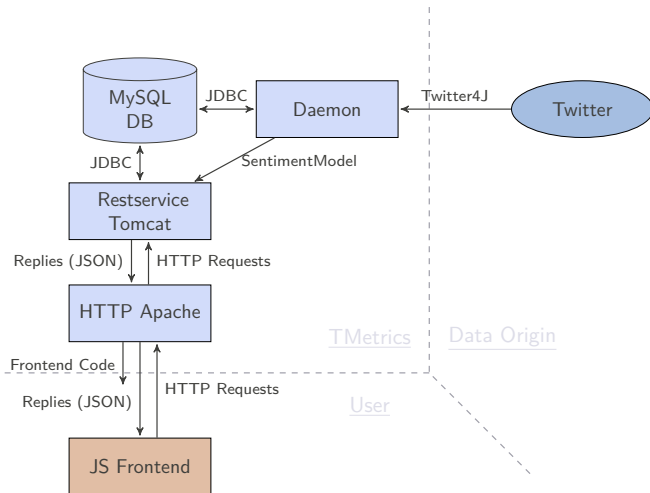 MySQL
DB
JDBC
Daemon
Twitter4J
Twitter
JDBC
SentimentModel
Restservice
Tomcat
Replies (JSON)
HTTP Requests
HTTP Apache
TMetrics
Data Origin
Frontend Code
HTTP Requests
Replies (JSON)
User
JS Frontend